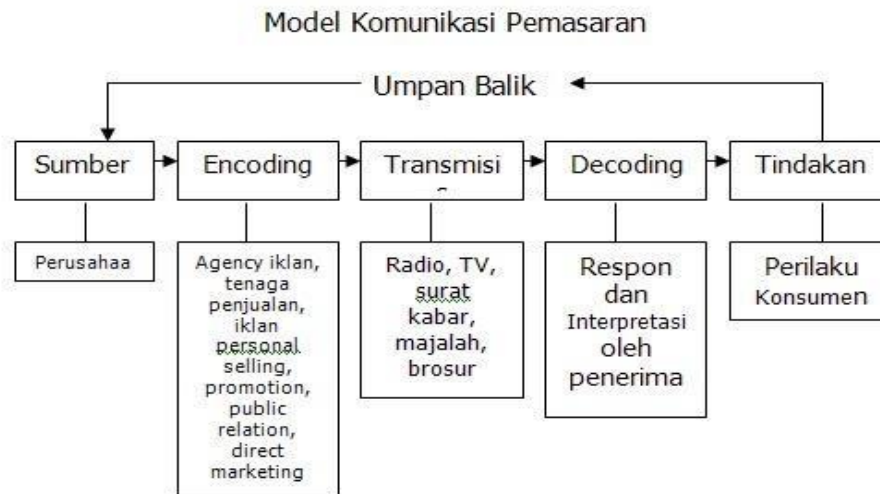 Model Komunikasi Pemasaran
Umpan Balik
Sumber
Encoding
Transmisi
Decoding
Tindakan
Perusahaa
Agency iklan,
tenaga
penjualan,
iklan
personal
selling,
promotion,
public
relation,
direct
marketing
Radio, TV,
surat
kabar,
majalah,
brosur
Respon
dan
Interpretasi
oleh
penerima
Perilaku
Konsumen